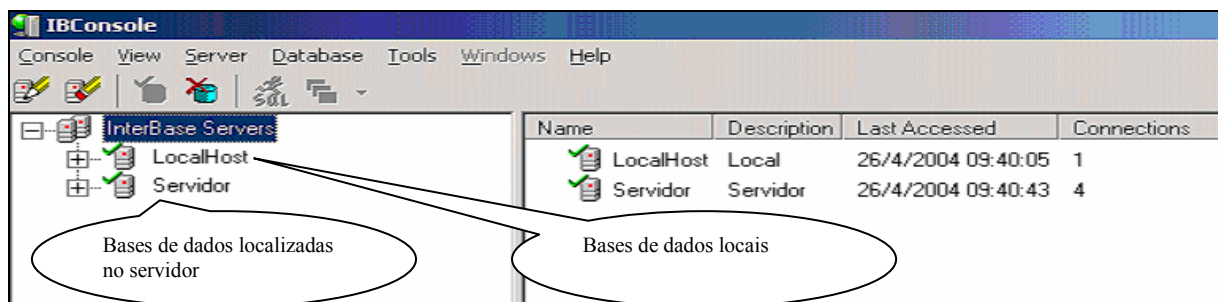 IBConsole
Console View Server Database Tools Windows Help
SQL
InterBase Servers
LocalHost
Servidor
Name Description Last Accessed Connections
LocalHost Local 26/4/2004 09:40:05 1
Servidor Servidor 26/4/2004 09:40:43 4
Bases de dados localizadas
no servidor
Bases de dados locais